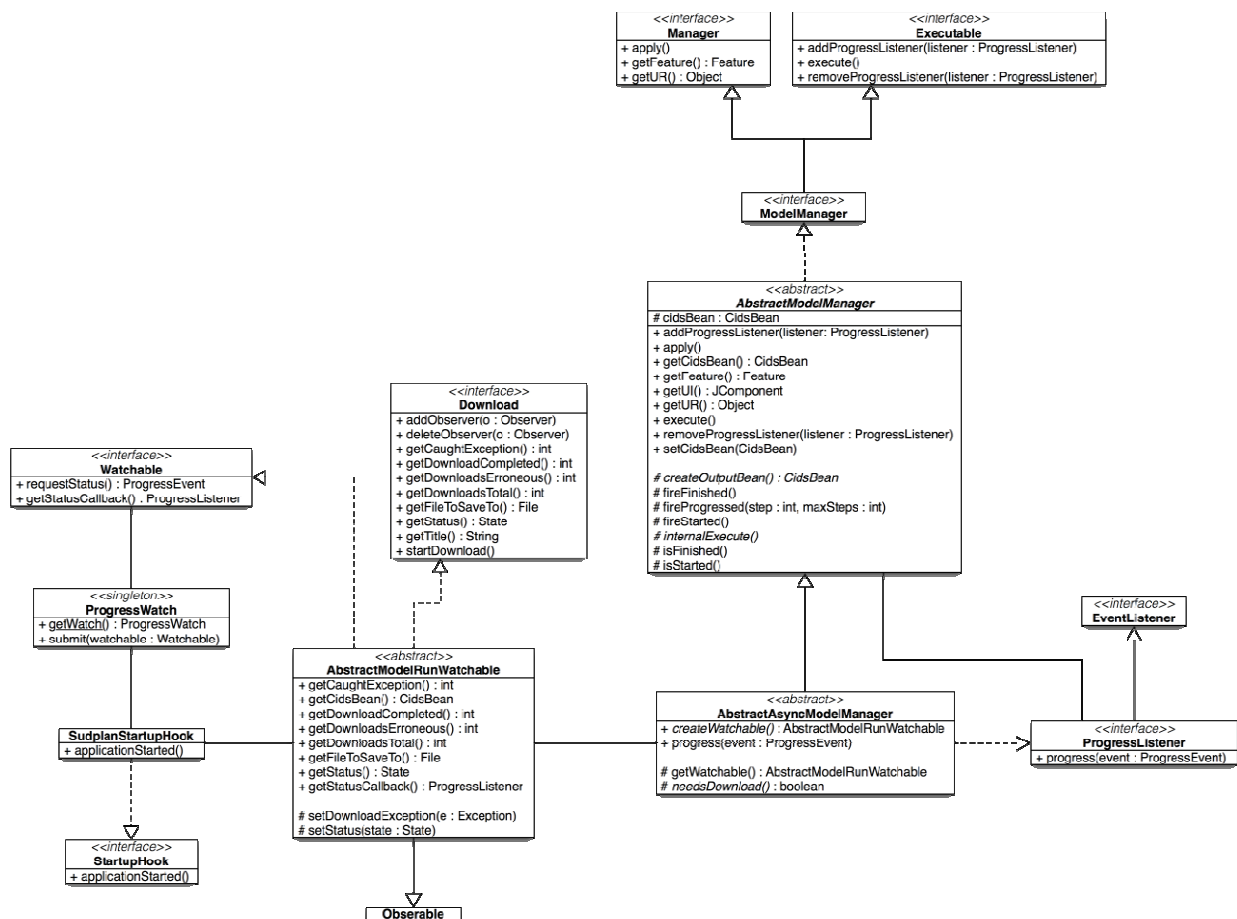 <<interface>>
Manager
+ apply()
+ getFeature() : Feature
+ getUR() : Object
<<interface>>
Executable
+ addProgressListener(listener : ProgressListener)
+ execute()
+ removeProgressListener(listener : ProgressListener)
<<interface>>
ModelManager
<<abstract>>
AbstractModelManager
# cidsBean : CidsBean
+ addProgressListener(listener: ProgressListener)
+ apply()
+ getCidsBean() : CidsBean
+ getFeature() : Feature
+ getUI() : JComponent
+ getUR() : Object
+ execute()
+ removeProgressListener(listener : ProgressListener)
+ setCidsBean(CidsBean)
# createOutputBean() : CidsBean
# fireFinished()
# fireProgressed(step : int, maxSteps : int)
# fireStarted()
# internalExecute()
# isFinished()
# isStarted()
<<interface>>
Download
+ addObserver(o : Observer)
+ deleteObserver(o : Observer)
+ getCaughtException() : int
+ getDownloadCompleted() : int
+ getDownloadsErroneous() : int
+ getDownloadsTotal() : int
+ getFileToSaveTo() : File
+ getStatus() : State
+ getTitle() : String
+ startDownload()
<<interface>>
Watchable
+ requestStatus() : ProgressEvent
+ getStatusCallback() : ProgressListener
<<singleton>>
ProgressWatch
+ getWatch() : ProgressWatch
+ submit(watchable : Watchable)
<<abstract>>
AbstractModelRunWatchable
+ getCaughtException() : int
+ getCidsBean() : CidsBean
+ getDownloadCompleted() : int
+ getDownloadsErroneous() : int
+ getDownloadsTotal() : int
+ getFileToSaveTo() : File
+ getStatus() : State
+ getStatusCallback() : ProgressListener
# setDownloadException(e : Exception)
# setStatus(state : State)
<<abstract>>
AbstractAsyncModelManager
+ createWatchable() : AbstractModelRunWatchable
+ progress(event : ProgressEvent)
# getWatchable() : AbstractModelRunWatchable
# needsDownload() : boolean
<<interface>>
EventListener
<<interface>>
ProgressListener
+ progress(event : ProgressEvent)
SudplanStartupHook
+ applicationStarted()
<<interface>>
StartupHook
+ applicationStarted()
Obserable